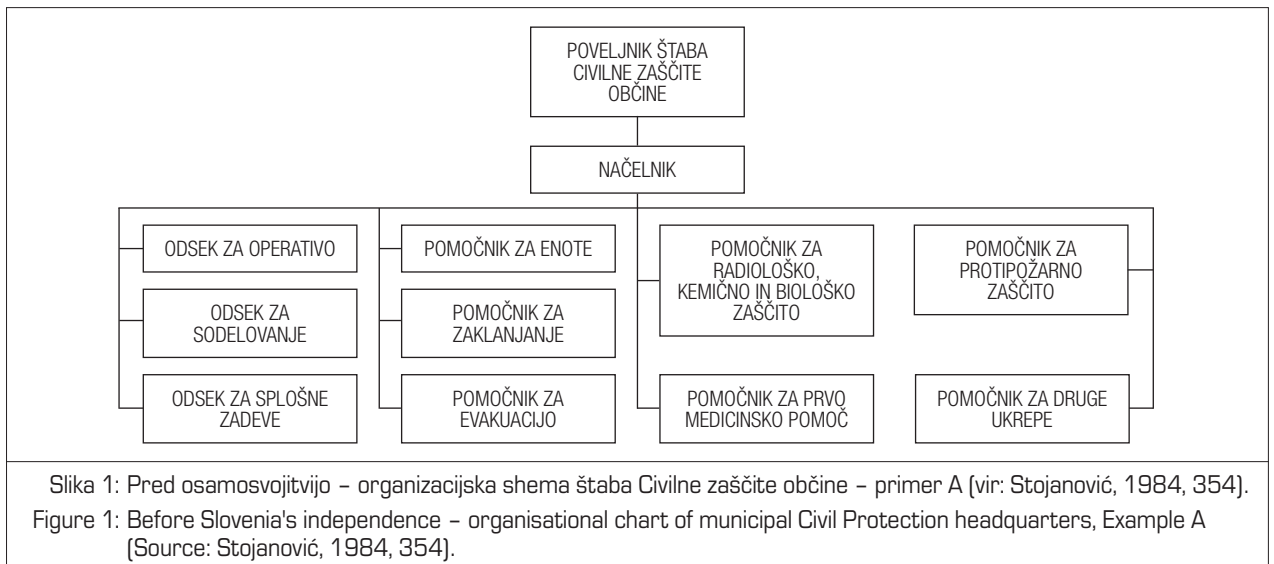 POVELJNIK ŠTABA
CIVILNE ZAŠČITE
OBČINE
NAČELNIK
ODSEK ZA OPERATIVO
ODSEK ZA
SODELOVANJE
ODSEK ZA SPLOŠNE
ZADEVE
POMOČNIK ZA ENOTE
POMOČNIK ZA
ZAKLANJANJE
POMOČNIK ZA
EVAKUACIJO
POMOČNIK ZA
RADIOLOŠKO,
KEMIČNO IN BIOLOŠKO
ZAŠČITO
POMOČNIK ZA PRVO
MEDICINSKO POMOČ
POMOČNIK ZA
PROTIPOŽARNO
ZAŠČITO
POMOČNIK ZA DRUGE
UKREPE
Slika 1: Pred osamosvojitvijo – organizacijska shema štaba Civilne zaščite občine – primer A (vir: Stojanović, 1984, 354).
Figure 1: Before Slovenia's independence – organisational chart of municipal Civil Protection headquarters, Example A
(Source: Stojanović, 1984, 354).